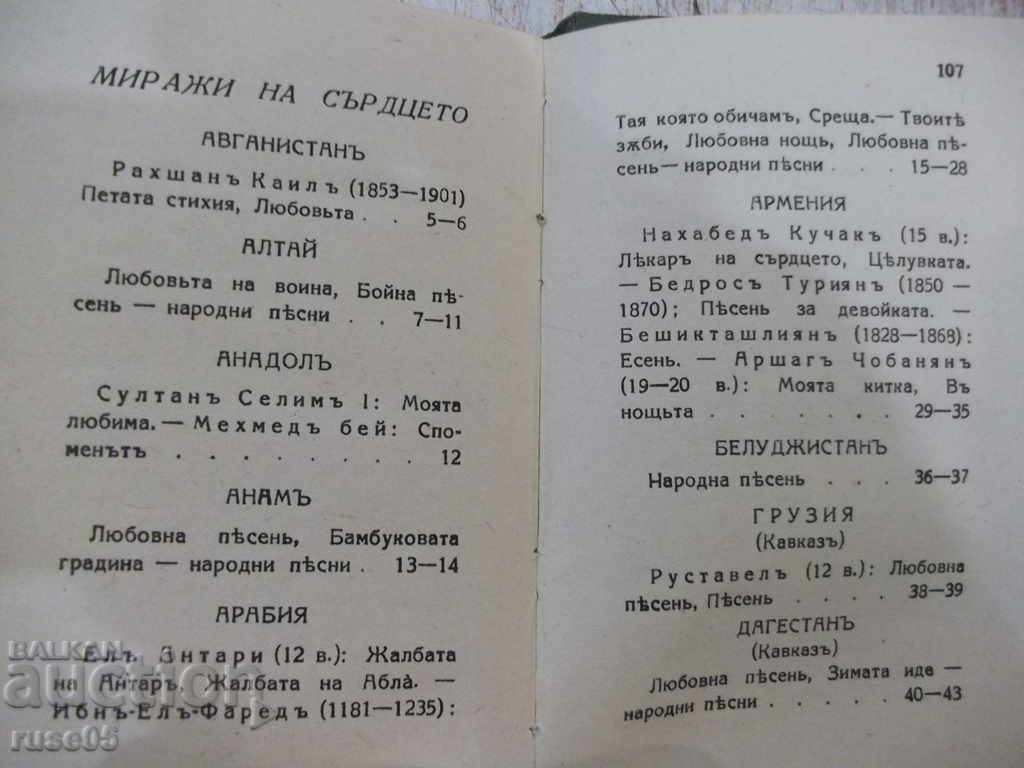 МИРАЖИ НА СЪРДЦЕТО
АВГАНИСТАНЪ
Рахшанъ Каилъ (1853—1901)
Петата стихия, Любовьта . . 5—6
АЛТАЙ
Любовьта на воина, Бойна пѣ-
сень — народни пѣсни . . 7—11
АНАДОЛЪ
Султанъ Селимъ I: Моята
любима. — Мехмедъ бей: Спо-
менътъ . . . . . . . . 12
АНАМЪ
Любовна пѣсень, Бамбуковата
градина — народни пѣсни . 13—14
АРАБИЯ
Елъ Янтари (12 в.): Жалбата
на Антаръ, Жалбата на Абла̀. —
Ибнъ-Елъ-Фаредъ (1181—1235):
107
Тая която обичамъ, Среща. — Твоитѣ
зѫби, Любовна нощь, Любовна пѣ-
сень — народни пѣсни . . . 15—28
АРМЕНИЯ
Нахабедъ Кучакъ (15 в.):
Лѣкаръ на сърдцето, Цѣлувката.
— Бедросъ Туриянъ (1850 —
1870); Пѣсень за девойката. —
Бешикташлиянъ (1828—1868):
Есень. — Аршагъ Чобанянъ
(19—20 в.): Моята китка, Въ
нощьта . . . . . . . 29—35
БЕЛУДЖИСТАНЪ
Народна пѣсень . . . 36—37
ГРУЗИЯ
(Кавказъ)
Руставелъ (12 в.): Любовна
пѣсень, Пѣсень . . . . 38—39
ДАГЕСТАНЪ
(Кавказъ)
Любовна пѣсень, Зимата иде —
народни пѣсни . . . . . 40—43
BALKAN
auction
ruse05